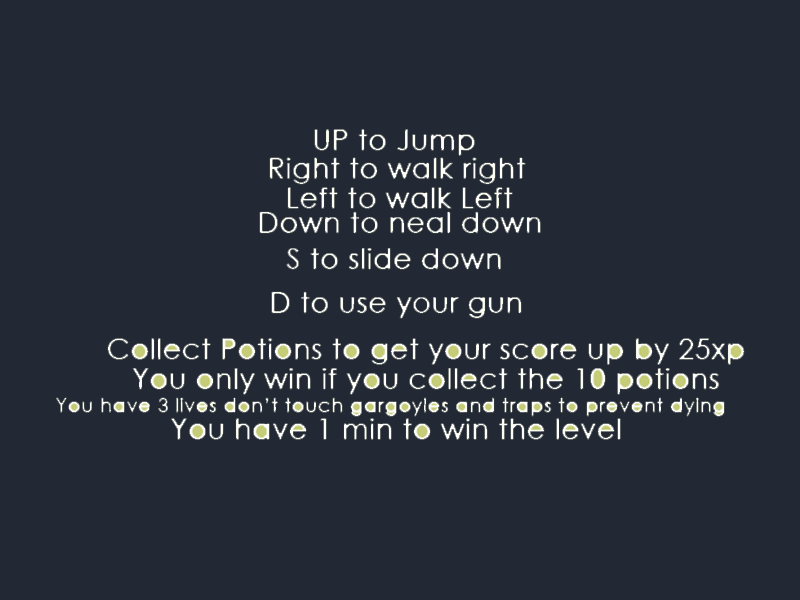 UP to Jump
Right to walk right
Left to walk Left
Down to neal down
S to slide down
D to use your gun
Collect Potions to get your score up by 25xp
You only win if you collect the 10 potions
You have 3 lives don't touch gargoyles and traps to prevent dying
You have 1 min to win the level